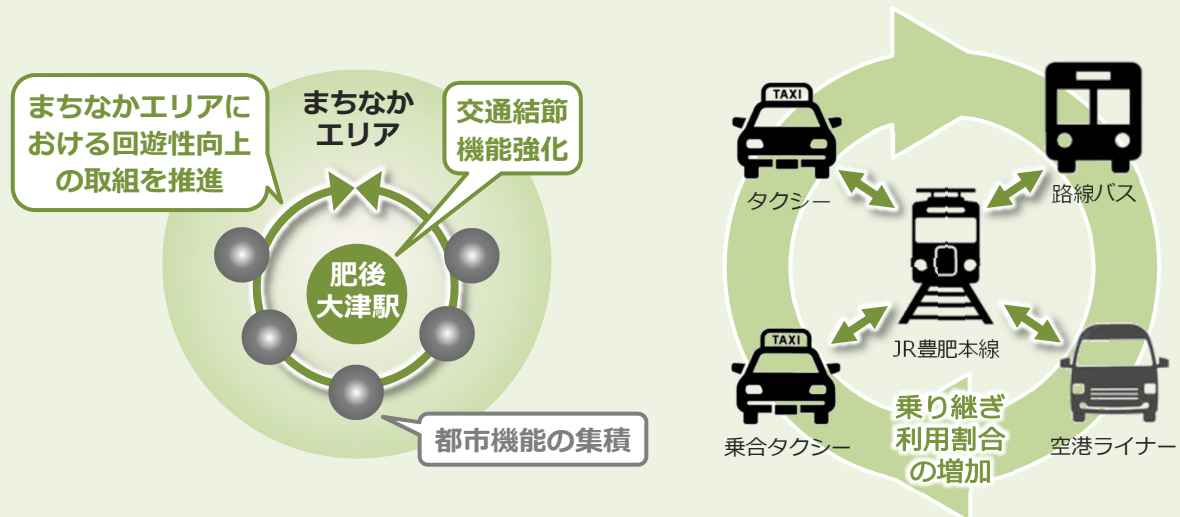 まちなかエリアに
おける回遊性向上
の取組を推進
まちなか
エリア
交通結節
機能強化
肥後
大津駅
都市機能の集積
TAXI
タクシー
路線バス
JR豊肥本線
TAXI
乗合タクシー
空港ライナー
乗り継ぎ
利用割合
の増加